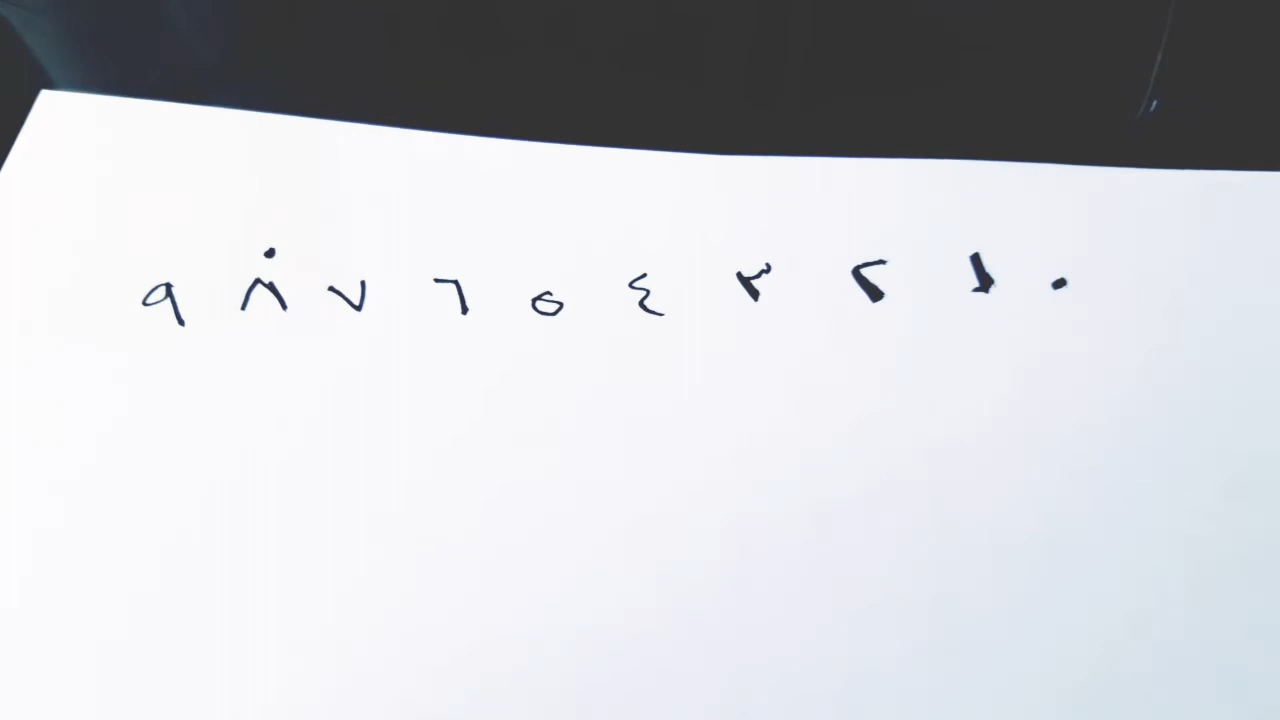 ٩ ٨ ٧ ٦ ٥ ٤ ٣ ٢ ١ ٠